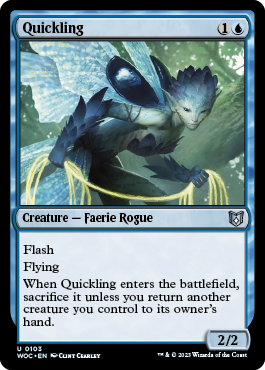 Quickling 1
Creature — Faerie Rogue
Flash
Flying
When Quickling enters the battlefield,
sacrifice it unless you return another
creature you control to its owner's
hand.
2/2
U 0103
WOC • EN CLINT CEARLEY
™ & © 2023 Wizards of the Coast